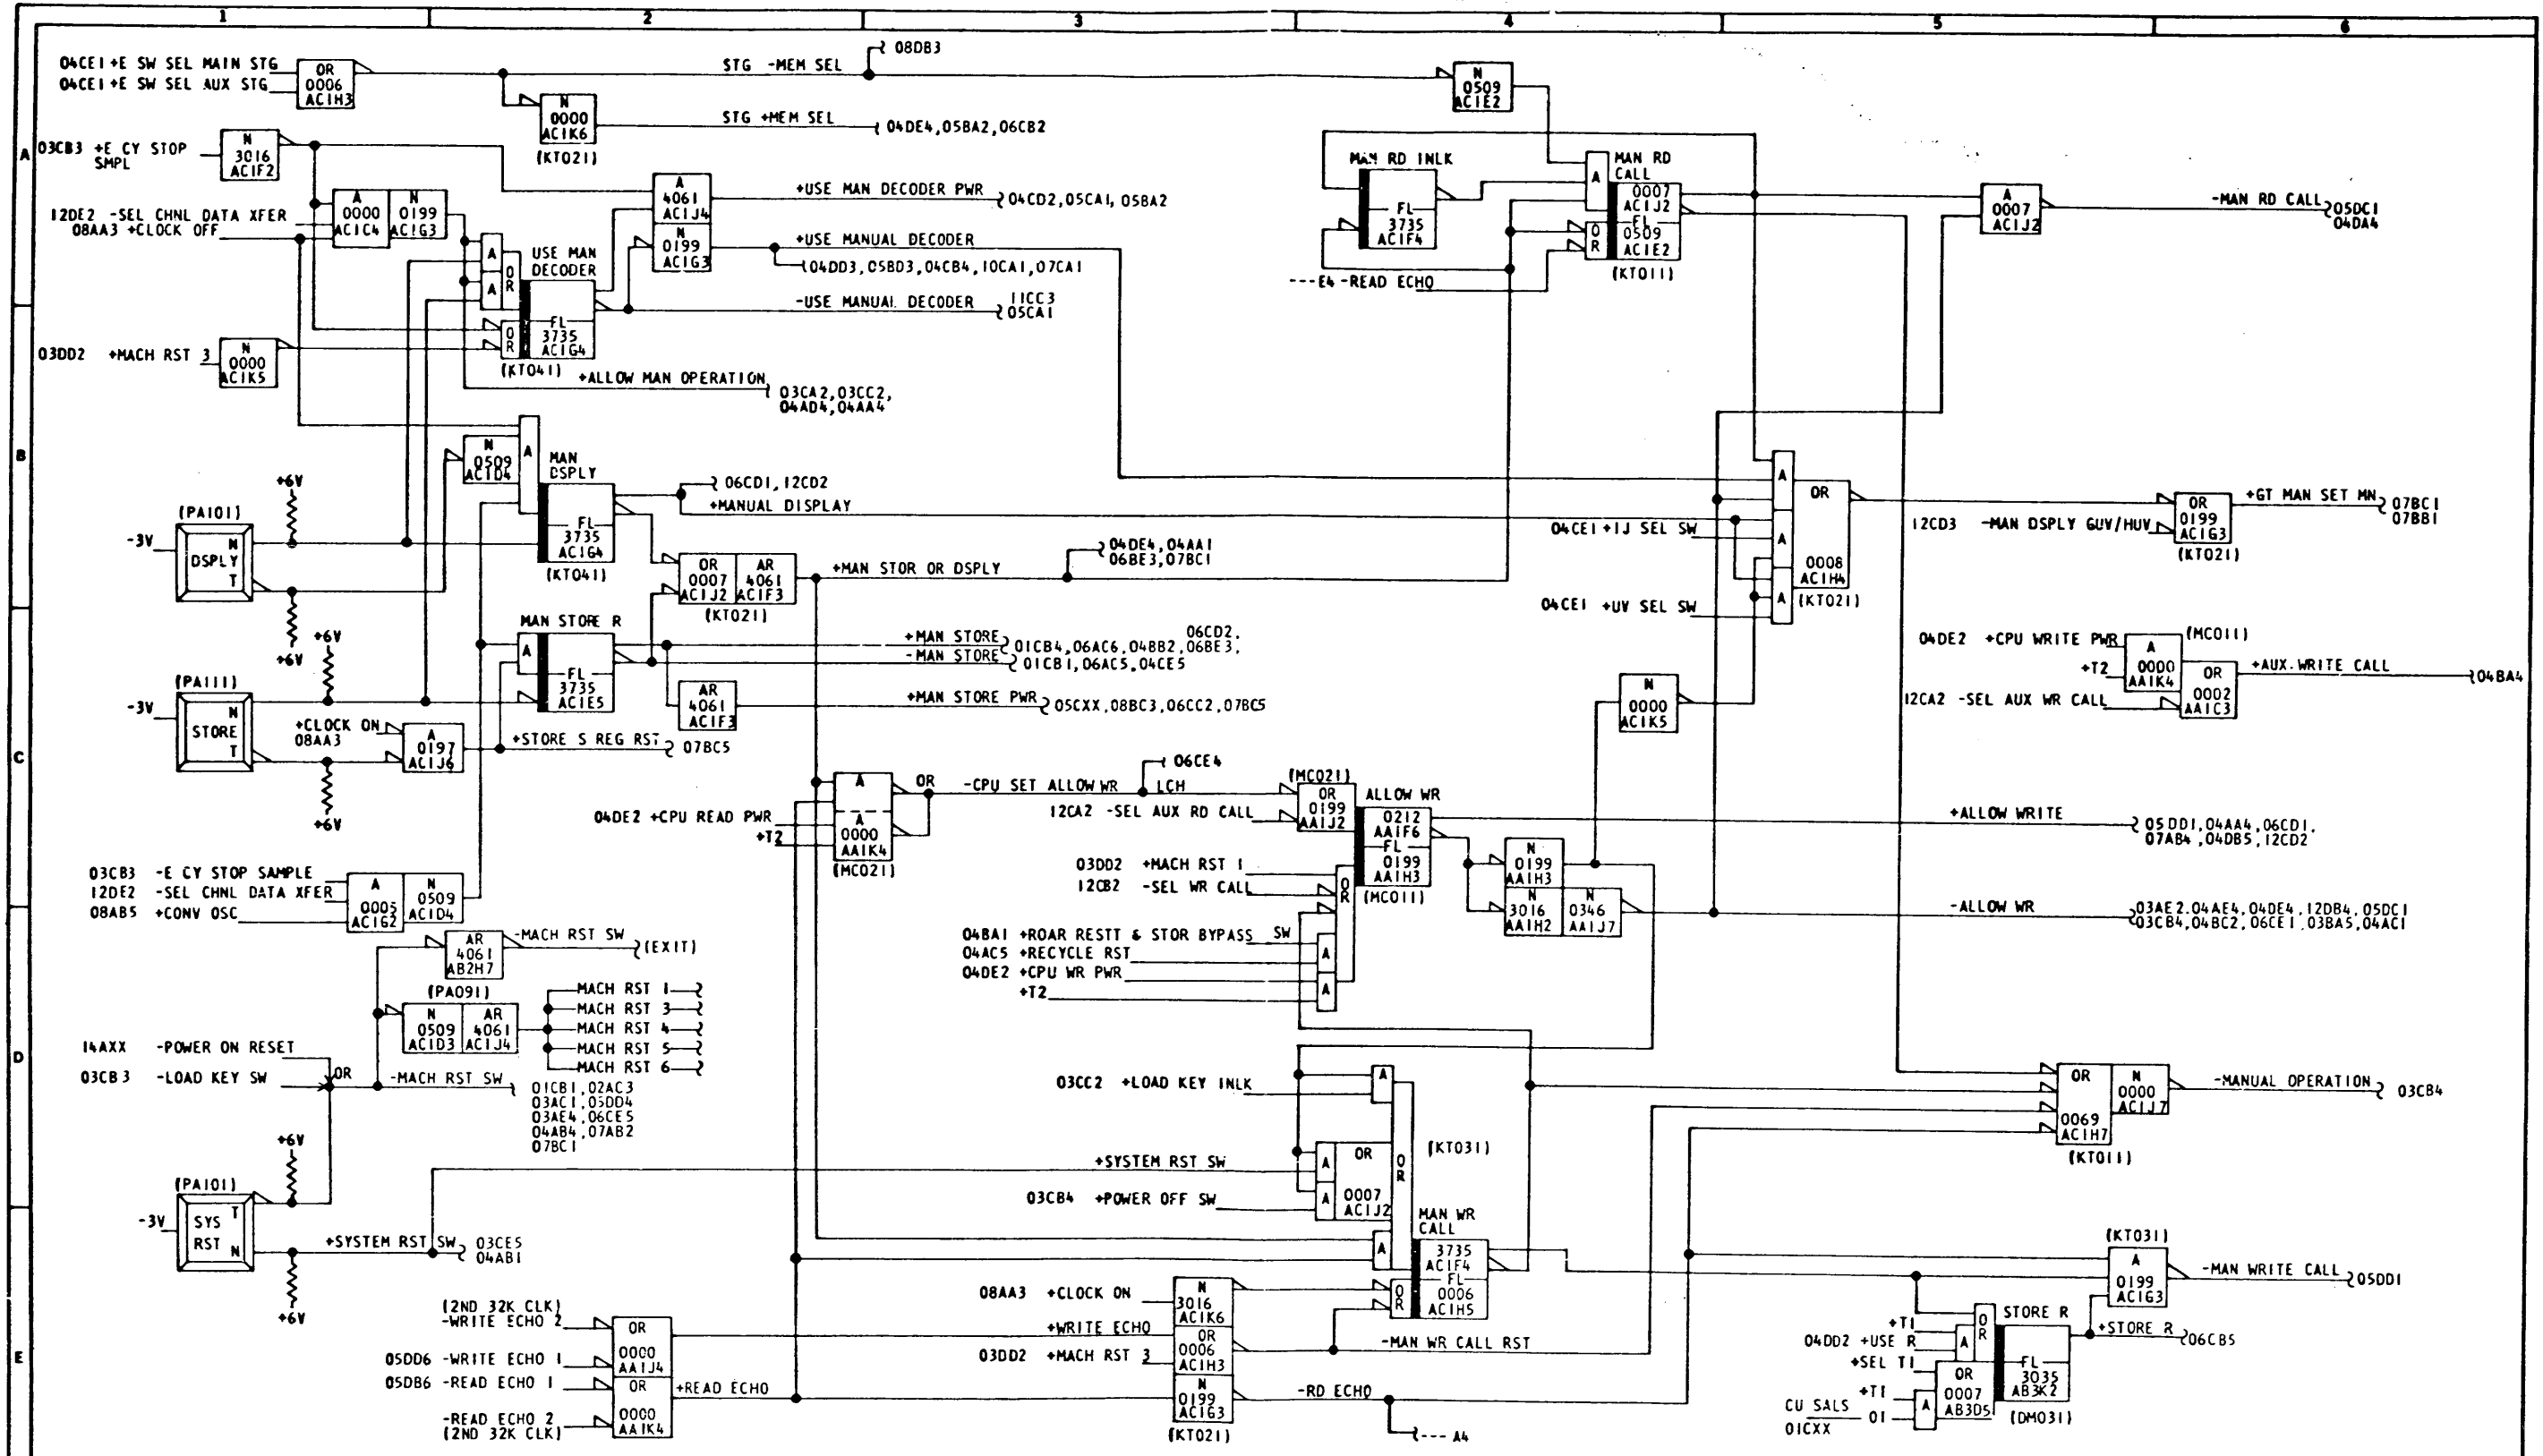 1 2 3 4 5 6
A
B
C
D
E
04CE1 +E SW SEL MAIN STG
04CE1 +E SW SEL AUX STG
OR
0006
AC1H3
STG -MEM SEL
08DB3
N
0000
AC1K6
(KT021)
STG +MEM SEL
04DE4,05BA2,06CB2
N
0509
AC1E2
03CB3 +E CY STOP
SMPL
N
3016
AC1F2
12DE2 -SEL CHNL DATA XFER
08AA3 +CLOCK OFF
A
0000
AC1C4
N
0199
AC1G3
A
4061
AC1J4
N
0199
AC1G3
+USE MAN DECODER PWR
04CD2,05CA1,05BA2
+USE MANUAL DECODER
04DD3,05BD3,04CB4,10CA1,07CA1
-USE MANUAL DECODER
11CC3
05CA1
USE MAN
DECODER
A
A
OR
OR
FL
3735
AC1G4
(KT041)
03DD2 +MACH RST 3
N
0000
AC1K5
+ALLOW MAN OPERATION
03CA2,03CC2,
04AD4,04AA4
MAN RD INLK
FL
3735
AC1F4
MAN RD
CALL
A
0007
AC1J2
FL
0509
AC1E2
OR
(KT011)
---E4 -READ ECHO
A
0007
AC1J2
-MAN RD CALL
05DC1
04DA4
N
0509
AC1D4
A
MAN
DSPLY
FL
3735
AC1G4
(KT041)
06CD1,12CD2
+MANUAL DISPLAY
+6V
(PA101)
-3V
N
DSPLY
T
+6V
OR
0007
AC1J2
AR
4061
AC1F3
(KT021)
+MAN STOR OR DSPLY
04DE4,04AA1
06BE3,07BC1
04CE1 +IJ SEL SW
04CE1 +UV SEL SW
A
A
A
OR
0008
AC1H4
(KT021)
12CD3 -MAN DSPLY GUV/HUV
OR
0199
AC1G3
(KT021)
+GT MAN SET MN
07BC1
07BB1
MAN STORE R
A
FL
3735
AC1E5
+MAN STORE
06CD2,
01CB4,06AC6,04BB2,06BE3,
-MAN STORE
01CB1,06AC5,04CE5
AR
4061
AC1F3
+MAN STORE PWR
05CXX,08BC3,06CC2,07BC5
+6V
(PA111)
-3V
N
STORE
T
+6V
+CLOCK ON
08AA3
A
0197
AC1J6
+STORE S REG RST
07BC5
04DE2 +CPU WRITE PWR
+T2
A
0000
AA1K4
(MC011)
OR
0002
AA1C3
12CA2 -SEL AUX WR CALL
+AUX WRITE CALL
04BA4
N
0000
AC1K5
04DE2 +CPU READ PWR
+T2
A
A
0000
AA1K4
(MC021)
OR
-CPU SET ALLOW WR LCH
06CE4
12CA2 -SEL AUX RD CALL
(MC021)
OR
0199
AA1J2
ALLOW WR
0212
AA1F6
FL
0199
AA1H3
(MC011)
03DD2 +MACH RST 1
12CB2 -SEL WR CALL
OR
04BA1 +ROAR RESTT & STOR BYPASS SW
04AC5 +RECYCLE RST
04DE2 +CPU WR PWR
+T2
A
A
N
0199
AA1H3
N
3016
AA1H2
N
0346
AA1J7
+ALLOW WRITE
05DD1,04AA4,06CD1,
07AB4,04DB5,12CD2
-ALLOW WR
03AE2,04AE4,04DE4,12DB4,05DC1
03CB4,04BC2,06CE1,03BA5,04AC1
03CB3 -E CY STOP SAMPLE
12DE2 -SEL CHNL DATA XFER
08AB5 +CONV OSC
A
0005
AC1G2
N
0509
AC1D4
AR
4061
AB2H7
(PA091)
-MACH RST SW
(EXIT)
N
0509
AC1D3
AR
4061
AC1J4
MACH RST 1
MACH RST 3
MACH RST 4
MACH RST 5
MACH RST 6
14AXX -POWER ON RESET
03CB3 -LOAD KEY SW
OR
-MACH RST SW
01CB1,02AC3
03AC1,05DD4
03AE4,06CE5
04AB4,07AB2
07BC1
+6V
(PA101)
-3V
SYS
RST
T
N
+6V
+SYSTEM RST SW
03CE5
04AB1
03CC2 +LOAD KEY INLK
+SYSTEM RST SW
03CB4 +POWER OFF SW
A
A
A
OR
0007
AC1J2
OR
(KT031)
A
MAN WR
CALL
3735
AC1F4
FL
0006
AC1H5
OR
OR
0069
AC1H7
N
0000
AC1J7
(KT011)
-MANUAL OPERATION
03CB4
08AA3 +CLOCK ON
N
3016
AC1K6
+WRITE ECHO
03DD2 +MACH RST 3
OR
0006
AC1H3
-MAN WR CALL RST
N
0199
AC1G3
(KT021)
-RD ECHO
--- A4
(2ND 32K CLK)
-WRITE ECHO 2
05DD6 -WRITE ECHO 1
05DB6 -READ ECHO 1
-READ ECHO 2
(2ND 32K CLK)
OR
0000
AA1J4
OR
0000
AA1K4
+READ ECHO
(KT031)
A
0199
AC1G3
-MAN WRITE CALL
05DD1
+T1
04DD2 +USE R
+SEL T1
+T1
CU SALS
01
01CXX
A
A
OR
OR
0007
AB3D5
STORE R
FL
3035
AB3K2
(DM031)
+STORE R
06CB5